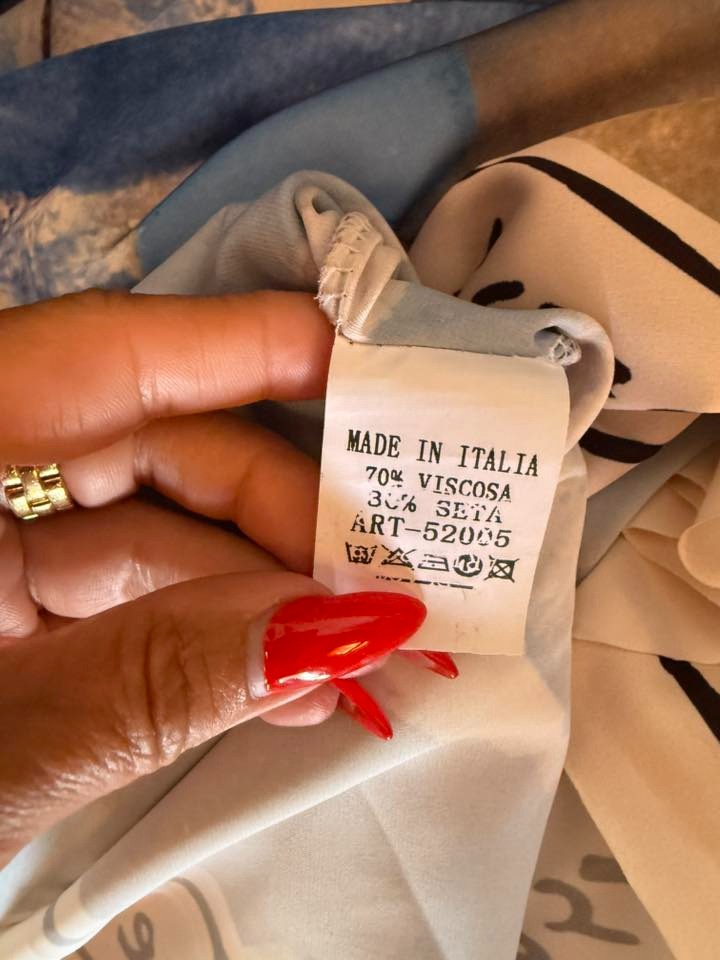 MADE IN ITALIA
70% VISCOSA
30% SETA
ART-52005